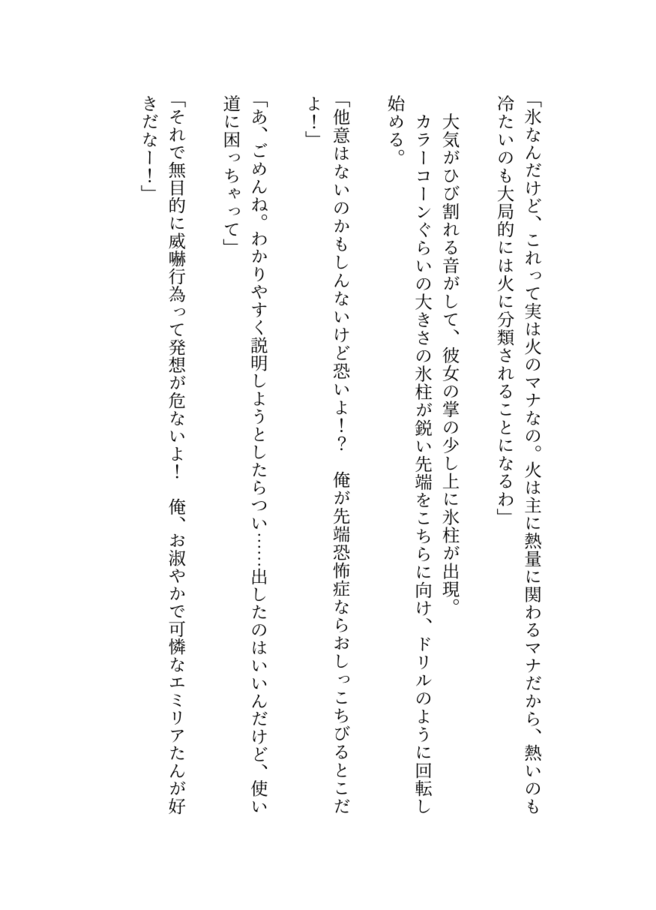 「氷なんだけど、これって実は火のマナなの。火は主に熱量に関わるマナだから、熱いのも
冷たいのも大局的には火に分類されることになるわ」
大気がひび割れる音がして、彼女の掌の少し上に氷柱が出現。
カラーコーンぐらいの大きさの氷柱が鋭い先端をこちらに向け、ドリルのように回転し
始める。
「他意はないのかもしんないけど恐いよ！？　俺が先端恐怖症ならおしっこちびるとこだ
よ！」
「あ、ごめんね。わかりやすく説明しようとしたらつい……出したのはいいんだけど、使い
道に困っちゃって」
「それで無目的に威嚇行為って発想が危ないよ！　俺、お淑やかで可憐なエミリアたんが好
きだなー！」